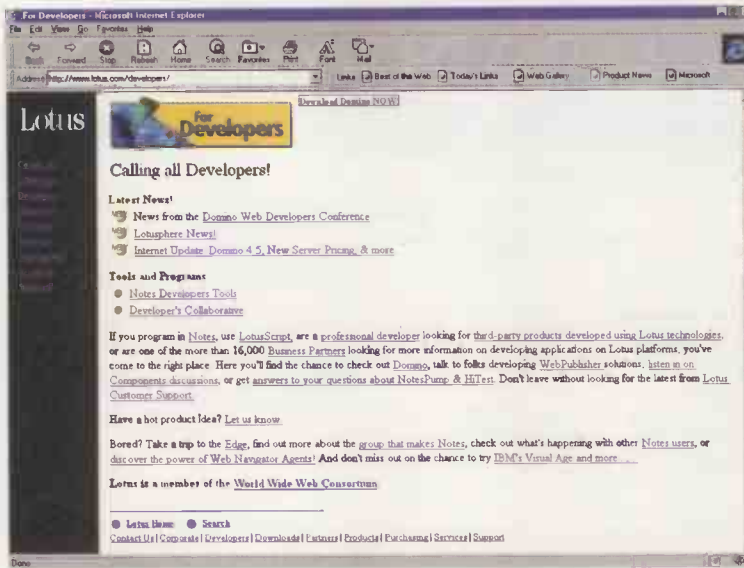 For Developers - Microsoft Internet Explorer
File Edit View Go Favorites Help
Back Forward Stop Refresh Home Search Favorites Print Font Mail
Address http://www.lotus.com/developers/ Links Best of the Web Today's Links Web Gallery Product News Microsoft
Lotus
For
Developers
Download Domino NOW!
Calling all Developers!
Latest News!
News from the Domino Web Developers Conference
Lotusphere News!
Internet Update: Domino 4.5, New Server Pricing, & more
Tools and Programs
Notes Developers Tools
Developer's Collaborative
If you program in Notes, use LotusScript, are a professional developer looking for third-party products developed using Lotus technologies,
or are one of the more than 16,000 Business Partners looking for more information on developing applications on Lotus platforms, you've
come to the right place. Here you'll find the chance to check out Domino, talk to folks developing WebPublisher solutions, listen in on
Components discussions, or get answers to your questions about NotesPump & HiTest. Don't leave without looking for the latest from Lotus
Customer Support.
Have a hot product Idea? Let us know.
Bored? Take a trip to the Edge, find out more about the group that makes Notes, check out what's happening with other Notes users, or
discover the power of Web Navigator Agents! And don't miss out on the chance to try IBM's Visual Age and more . . .
Lotus is a member of the World Wide Web Consortium
Lotus Home Search
Contact Us | Corporate | Developers | Downloads | Partners | Products | Purchasing | Services | Support
Done